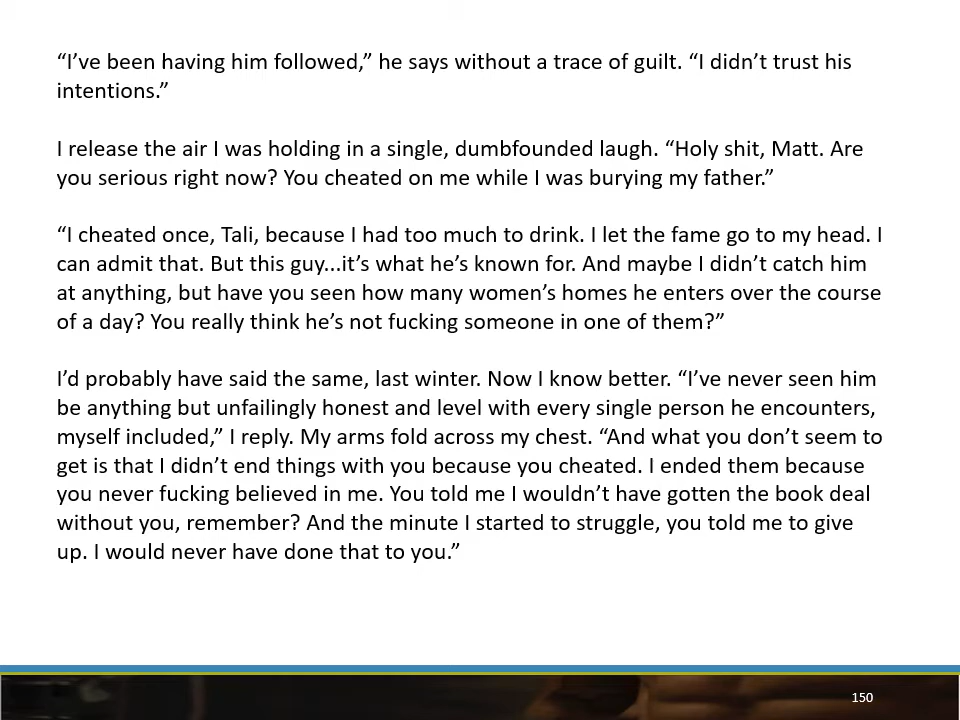 “I’ve been having him followed,” he says without a trace of guilt. “I didn’t trust his
intentions.”
I release the air I was holding in a single, dumbfounded laugh. “Holy shit, Matt. Are
you serious right now? You cheated on me while I was burying my father.”
“I cheated once, Tali, because I had too much to drink. I let the fame go to my head. I
can admit that. But this guy...it’s what he’s known for. And maybe I didn’t catch him
at anything, but have you seen how many women’s homes he enters over the course
of a day? You really think he’s not fucking someone in one of them?”
I’d probably have said the same, last winter. Now I know better. “I’ve never seen him
be anything but unfailingly honest and level with every single person he encounters,
myself included,” I reply. My arms fold across my chest. “And what you don’t seem to
get is that I didn’t end things with you because you cheated. I ended them because
you never fucking believed in me. You told me I wouldn’t have gotten the book deal
without you, remember? And the minute I started to struggle, you told me to give
up. I would never have done that to you.”
150